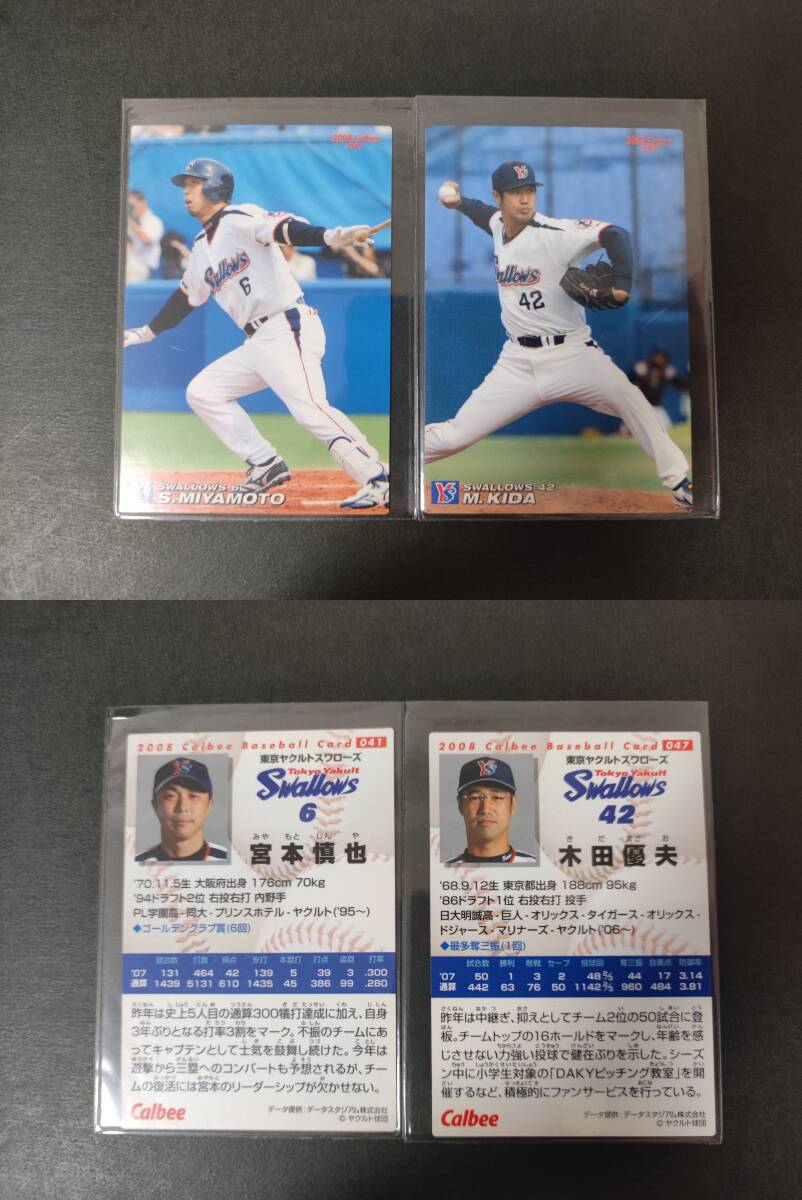 2008 Calbee
041
Swallows
6
SWALLOWS 6
S.MIYAMOTO
2008 Calbee
047
YS
Swallows
42
YS
SWALLOWS 42
M.KIDA
2008 Calbee Baseball Card 041
東京ヤクルトスワローズ
Tokyo Yakult
Swallows
6
みや もと しん や
宮本慎也
'70.11.5生 大阪府出身 176cm 70kg
'94ドラフト2位 右投右打 内野手
PL学園高-同大-プリンスホテル-ヤクルト('95〜)
◆ゴールデングラブ賞(6回)
試合数 打数 得点 安打 本塁打 打点 盗塁 打率
'07 131 464 42 139 5 39 3 .300
通算 1439 5131 610 1435 45 386 99 .280
昨年は史上5人目の通算300犠打達成に加え、自身
3年ぶりとなる打率3割をマーク。不振のチームにあ
ってキャプテンとして士気を鼓舞し続けた。今年は
遊撃から三塁へのコンバートも予想されるが、チー
ムの復活には宮本のリーダーシップが欠かせない。
Calbee
データ提供:データスタジアム株式会社
©ヤクルト球団
2008 Calbee Baseball Card 047
東京ヤクルトスワローズ
Tokyo Yakult
Swallows
42
き だ まさ お
木田優夫
'68.9.12生 東京都出身 188cm 95kg
'86ドラフト1位 右投右打 投手
日大明誠高-巨人-オリックス-タイガース-オリックス-
ドジャース-マリナーズ-ヤクルト('06〜)
◆最多奪三振(1回)
試合数 勝利 敗戦 セーブ 投球回 奪三振 自責点 防御率
'07 50 1 3 2 48 2/3 44 17 3.14
通算 442 63 76 50 1142 2/3 960 484 3.81
昨年は中継ぎ、抑えとしてチーム2位の50試合に登
板。チームトップの16ホールドをマークし、年齢を感
じさせない力強い投球で健在ぶりを示した。シーズ
ン中に小学生対象の「DAKYピッチング教室」を開
催するなど、積極的にファンサービスを行っている。
Calbee
データ提供:データスタジアム株式会社
©ヤクルト球団